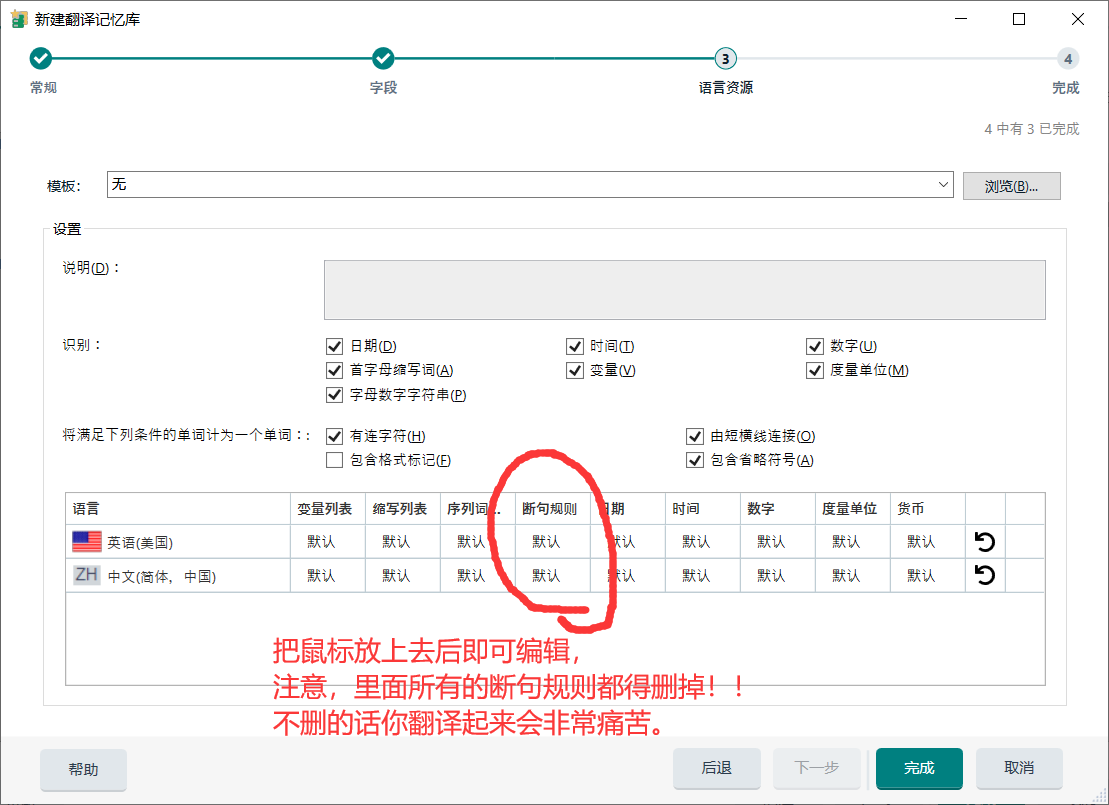 新建翻译记忆库
3
4
常规
字段
语言资源
完成
4 中有 3 已完成
模板：
无
浏览(B)...
设置
说明(D)：
识别：
日期(D)
时间(T)
数字(U)
首字母缩写词(A)
变量(V)
度量单位(M)
字母数字字符串(P)
将满足下列条件的单词计为一个单词：:
有连字符(H)
由短横线连接(O)
包含格式标记(F)
包含省略符号(A)
语言 变量列表 缩写列表 序列词... 断句规则 日期 时间 数字 度量单位 货币
英语(美国) 默认 默认 默认 默认 默认 默认 默认 默认 默认
ZH 中文(简体，中国) 默认 默认 默认 默认 默认 默认 默认 默认 默认
把鼠标放上去后即可编辑，
注意，里面所有的断句规则都得删掉！！
不删的话你翻译起来会非常痛苦。
帮助
后退
下一步
完成
取消